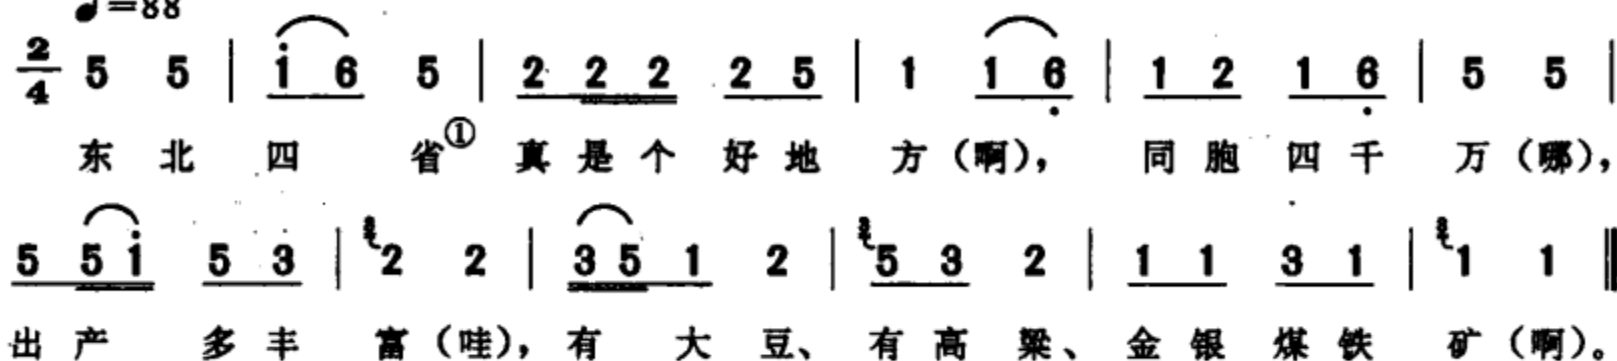 ♩=88
2/4 5 5 | i 6 5 | 2 2 2 2 5 | 1 1 6 | 1 2 1 6 | 5 5 |
东 北 四 省① 真 是 个 好 地 方（啊）， 同 胞 四 千 万（哪），
5 5 i 5 3 | 2 2 | 3 5 1 2 | 5 3 2 | 1 1 3 1 | 1 1 ‖
出 产 多 丰 富（哇）， 有 大 豆、 有 高 粱、 金 银 煤 铁 矿（啊）。